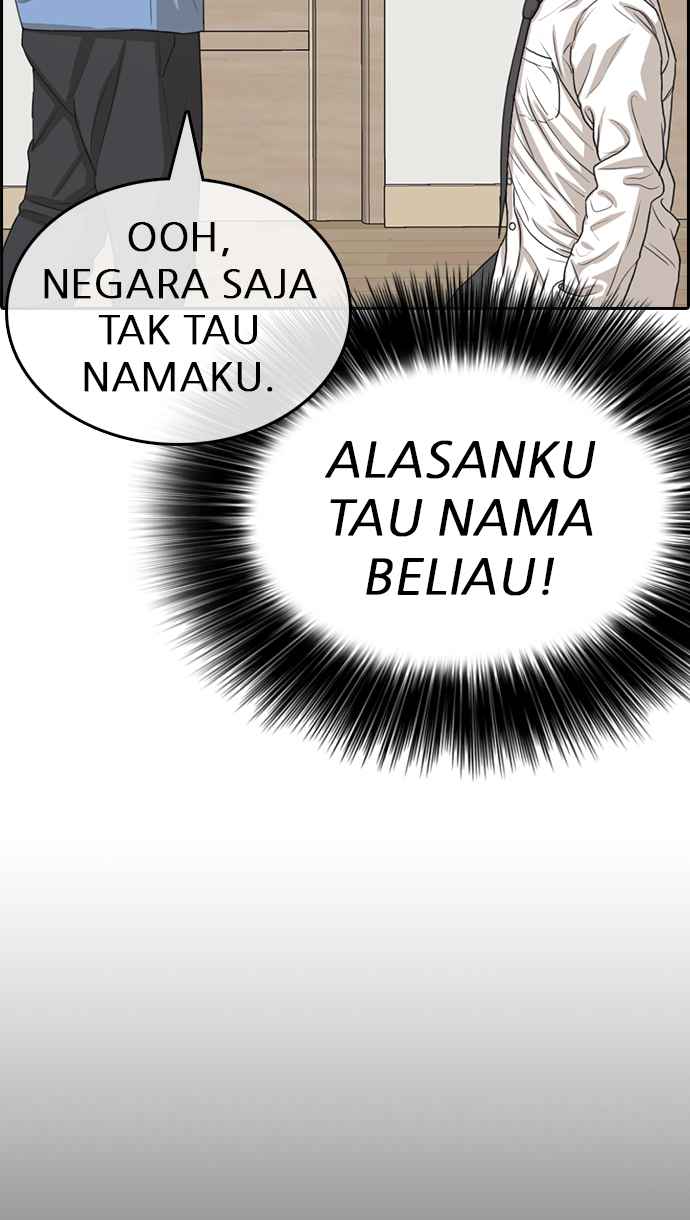 OOH,
NEGARA SAJA
TAK TAU
NAMAKU.
ALASANKU
TAU NAMA
BELIAU!